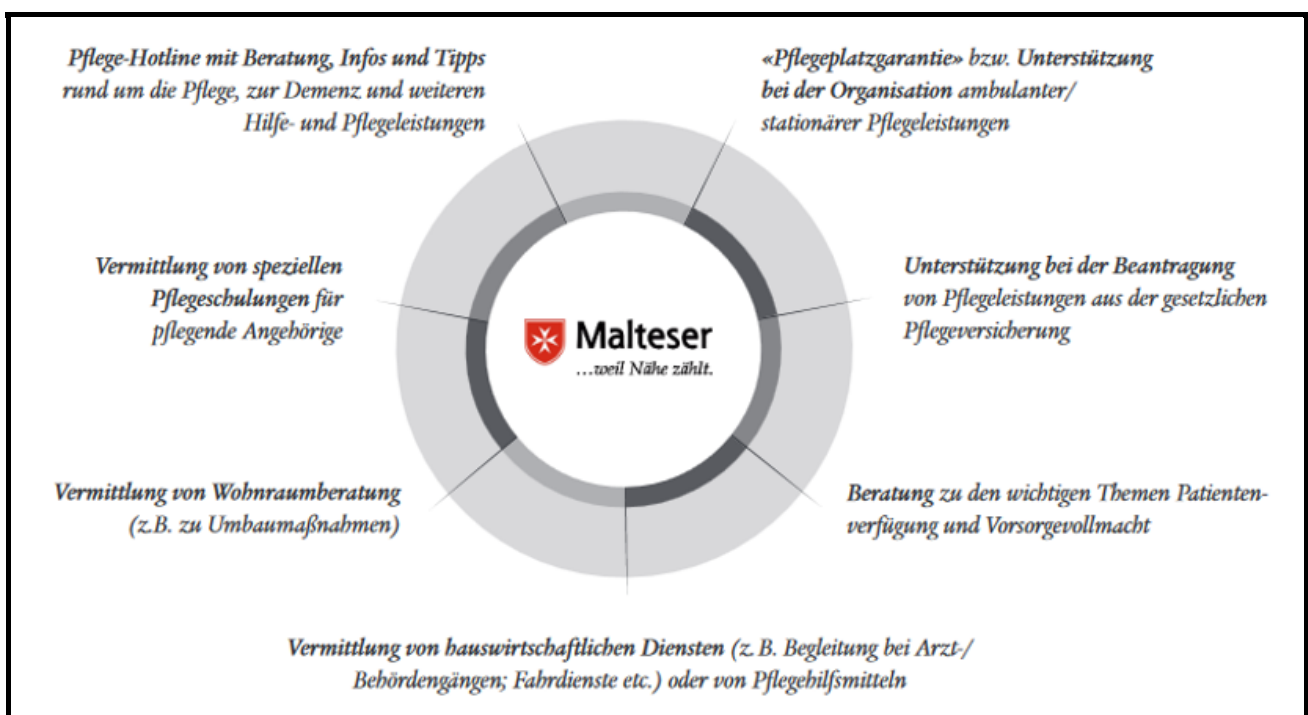 Pflege-Hotline mit Beratung, Infos und Tipps
rund um die Pflege, zur Demenz und weiteren
Hilfe- und Pflegeleistungen
«Pflegeplatzgarantie» bzw. Unterstützung
bei der Organisation ambulanter/
stationärer Pflegeleistungen
Vermittlung von speziellen
Pflegeschulungen für
pflegende Angehörige
Unterstützung bei der Beantragung
von Pflegeleistungen aus der gesetzlichen
Pflegeversicherung
Malteser
...weil Nähe zählt.
Vermittlung von Wohnraumberatung
(z.B. zu Umbaumaßnahmen)
Beratung zu den wichtigen Themen Patienten-
verfügung und Vorsorgevollmacht
Vermittlung von hauswirtschaftlichen Diensten (z. B. Begleitung bei Arzt-/
Behördengängen; Fahrdienste etc.) oder von Pflegehilfsmitteln